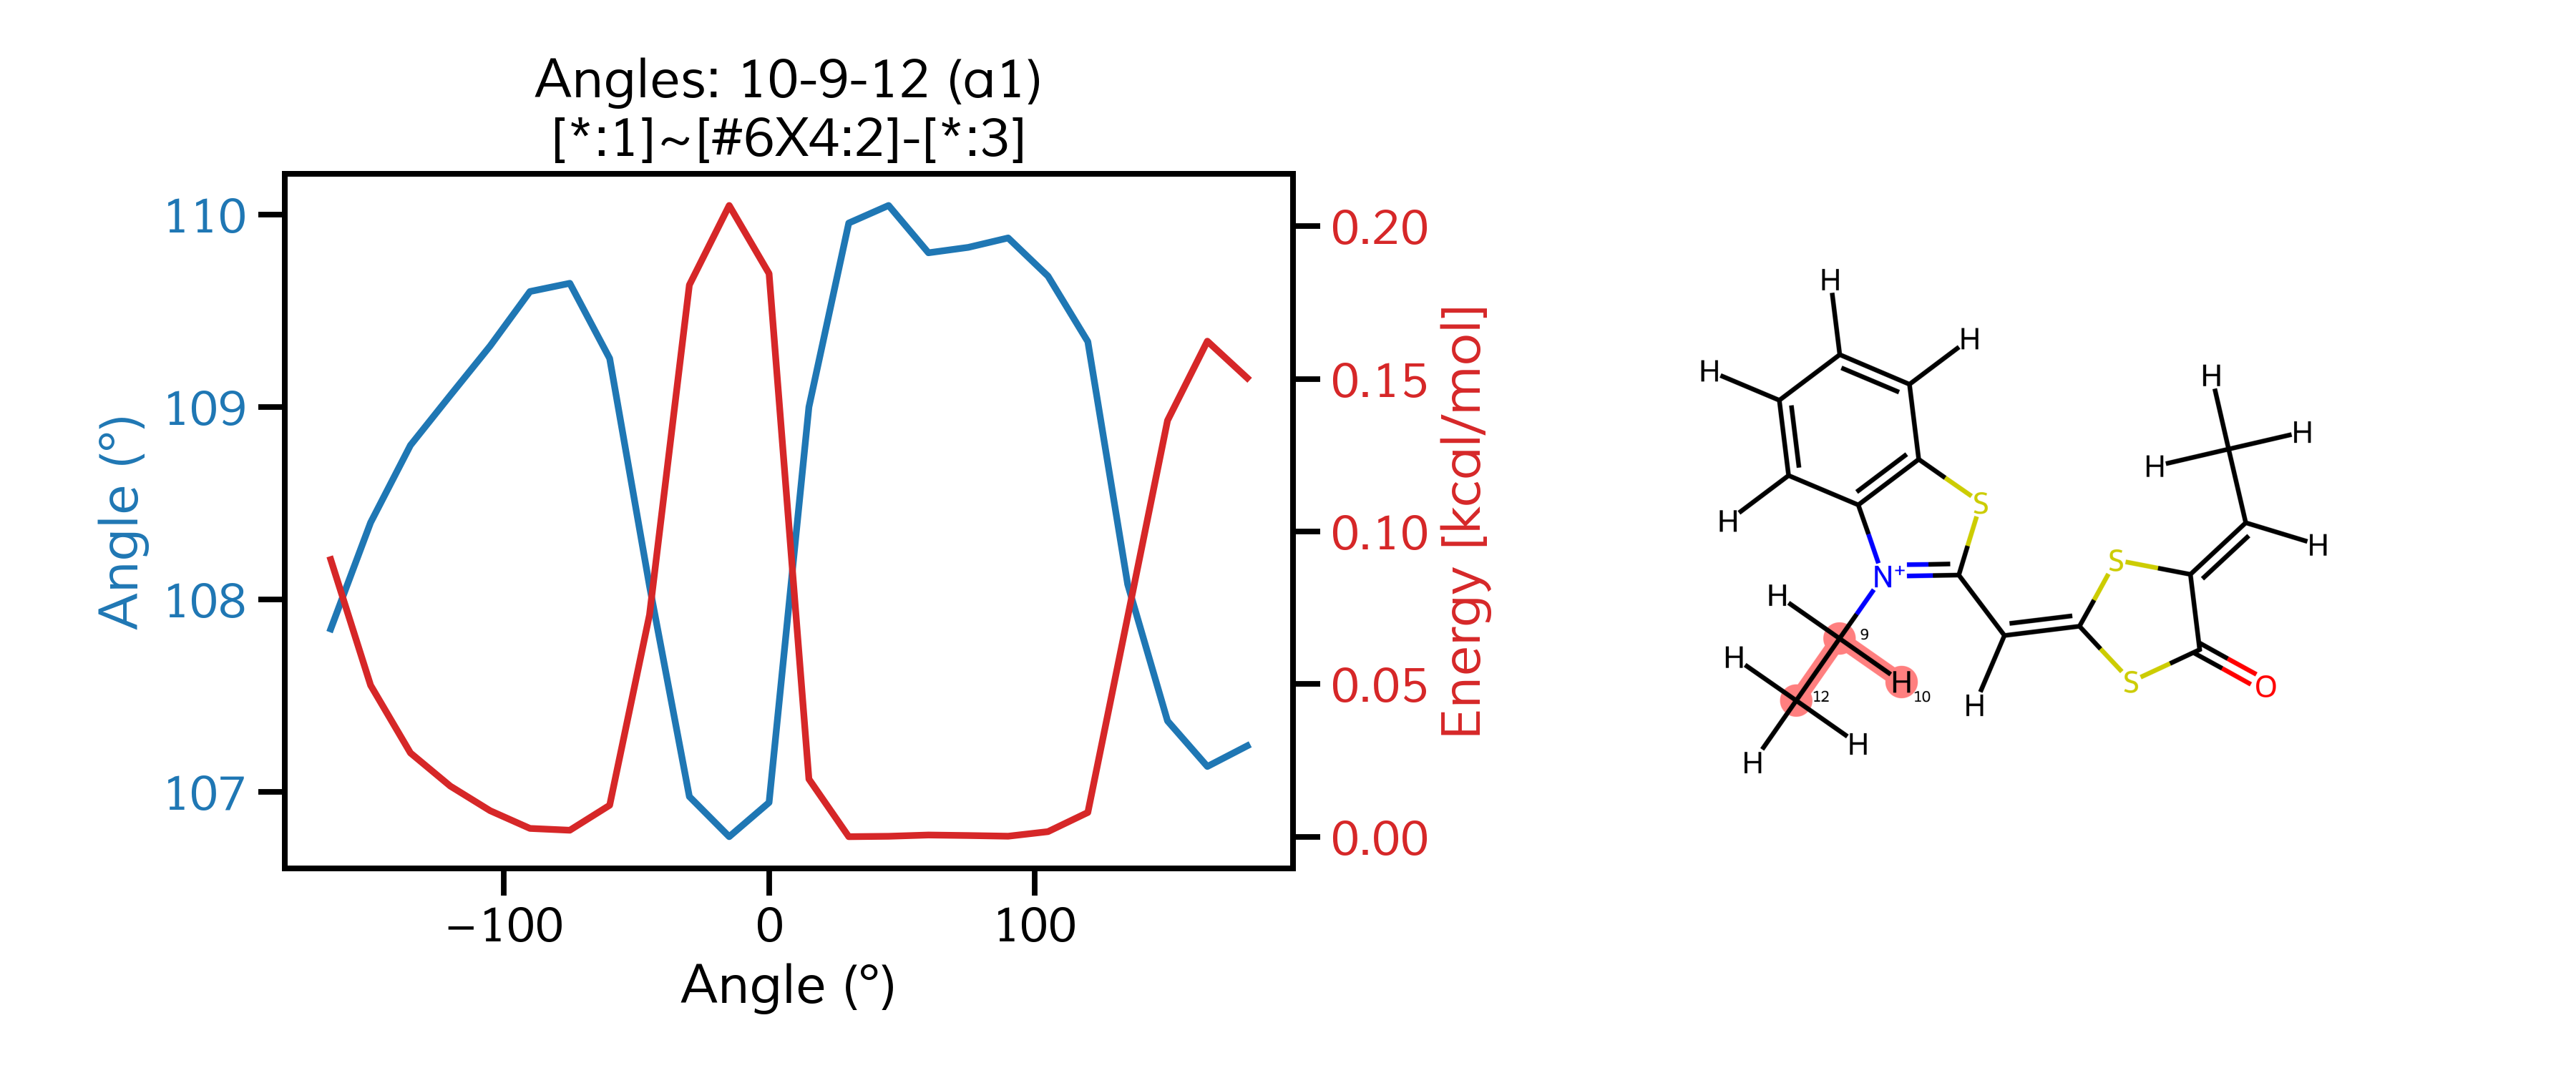 Angles: 10-9-12 (a1)
[*:1]~[#6X4:2]-[*:3]
Angle (°)
110
109
108
107
−100
0
100
Angle (°)
0.20
0.15
0.10
0.05
0.00
Energy [kcal/mol]
H
H
H
H
S
N+
H
9
H
10
H
12
H
H
H
S
S
O
H
H
H
H